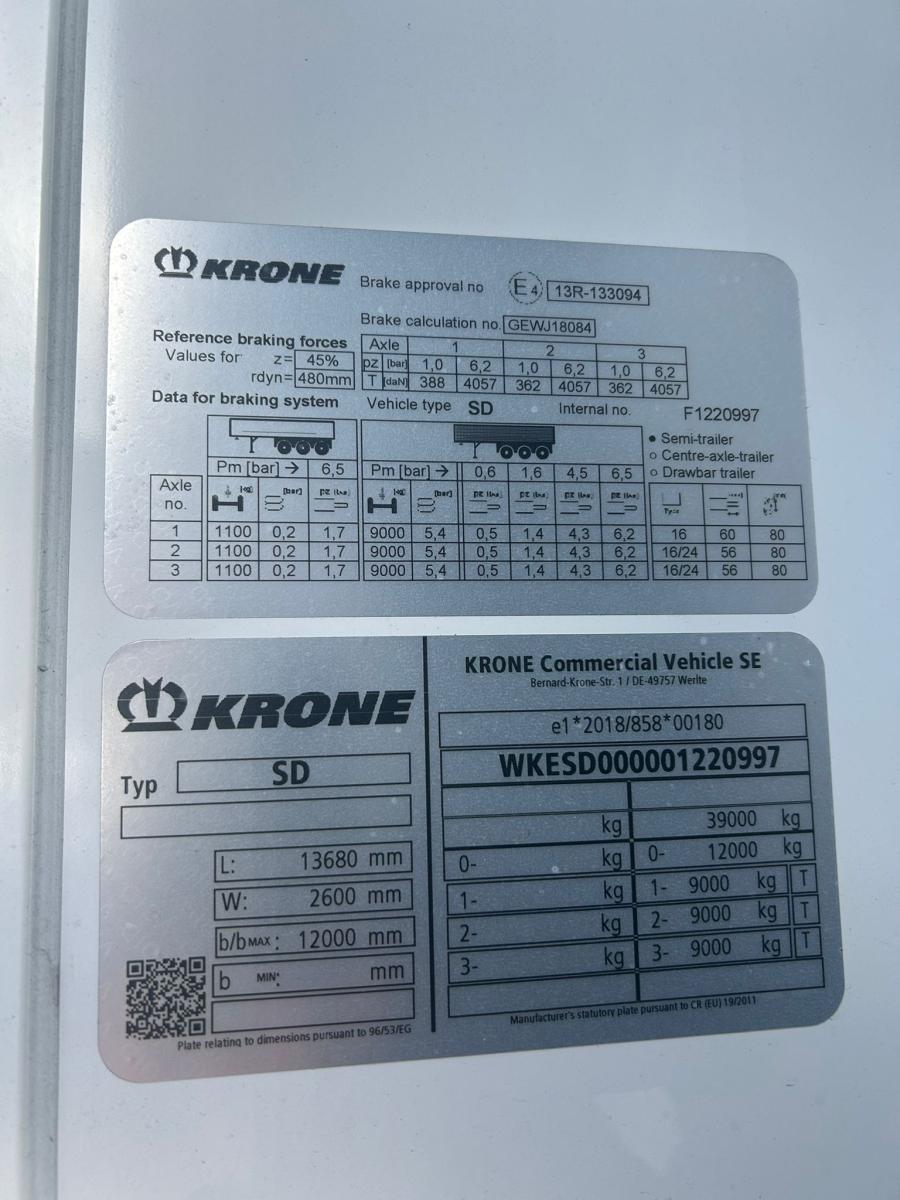 KRONE
Brake approval no E4 13R-133094
Brake calculation no. GEWJ18084
Reference braking forces
Values for z= 45%
rdyn= 480mm
Axle 1 2 3
pz [bar] 1,0 6,2 1,0 6,2 1,0 6,2
T [daN] 388 4057 362 4057 362 4057
Data for braking system Vehicle type SD Internal no. F1220997
• Semi-trailer
○ Centre-axle-trailer
○ Drawbar trailer
Pm [bar] → 6,5 Pm [bar] → 0,6 1,6 4,5 6,5
Axle no. [kg] [bar] [kg] [bar]
1 1100 0,2 1,7 9000 5,4 0,5 1,4 4,3 6,2 16 60 80
2 1100 0,2 1,7 9000 5,4 0,5 1,4 4,3 6,2 16/24 56 80
3 1100 0,2 1,7 9000 5,4 0,5 1,4 4,3 6,2 16/24 56 80
KRONE
Typ SD
L: 13680 mm
W: 2600 mm
b/b MAX: 12000 mm
b MIN: mm
Plate relating to dimensions pursuant to 96/53/EG
KRONE Commercial Vehicle SE
Bernard-Krone-Str. 1 / DE-49757 Werlte
e1*2018/858*00180
WKESD000001220997
kg 39000 kg
0- kg 0- 12000 kg
1- kg 1- 9000 kg T
2- kg 2- 9000 kg T
3- kg 3- 9000 kg T
Manufacturer's statutory plate pursuant to CR (EU) 19/2011